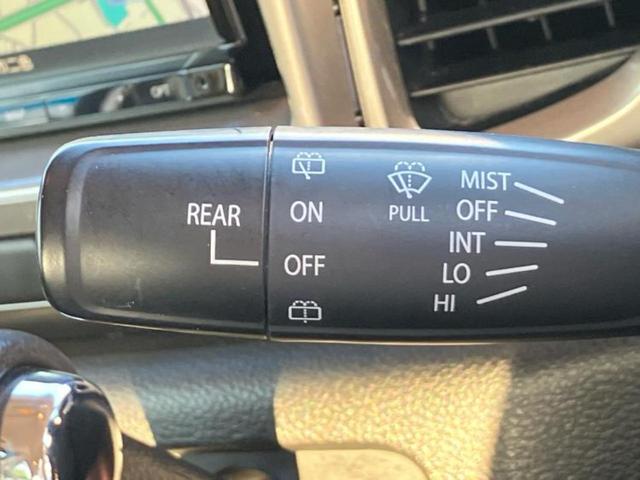 REAR
ON
OFF
PULL
MIST
OFF
INT
LO
HI